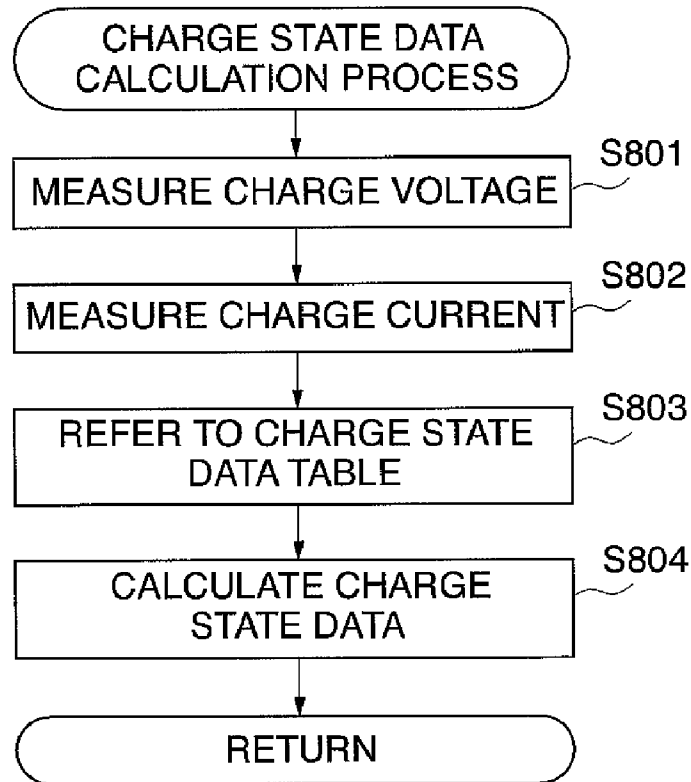 CHARGE STATE DATA
CALCULATION PROCESS
S801
MEASURE CHARGE VOLTAGE
S802
MEASURE CHARGE CURRENT
S803
REFER TO CHARGE STATE
DATA TABLE
S804
CALCULATE CHARGE
STATE DATA
RETURN